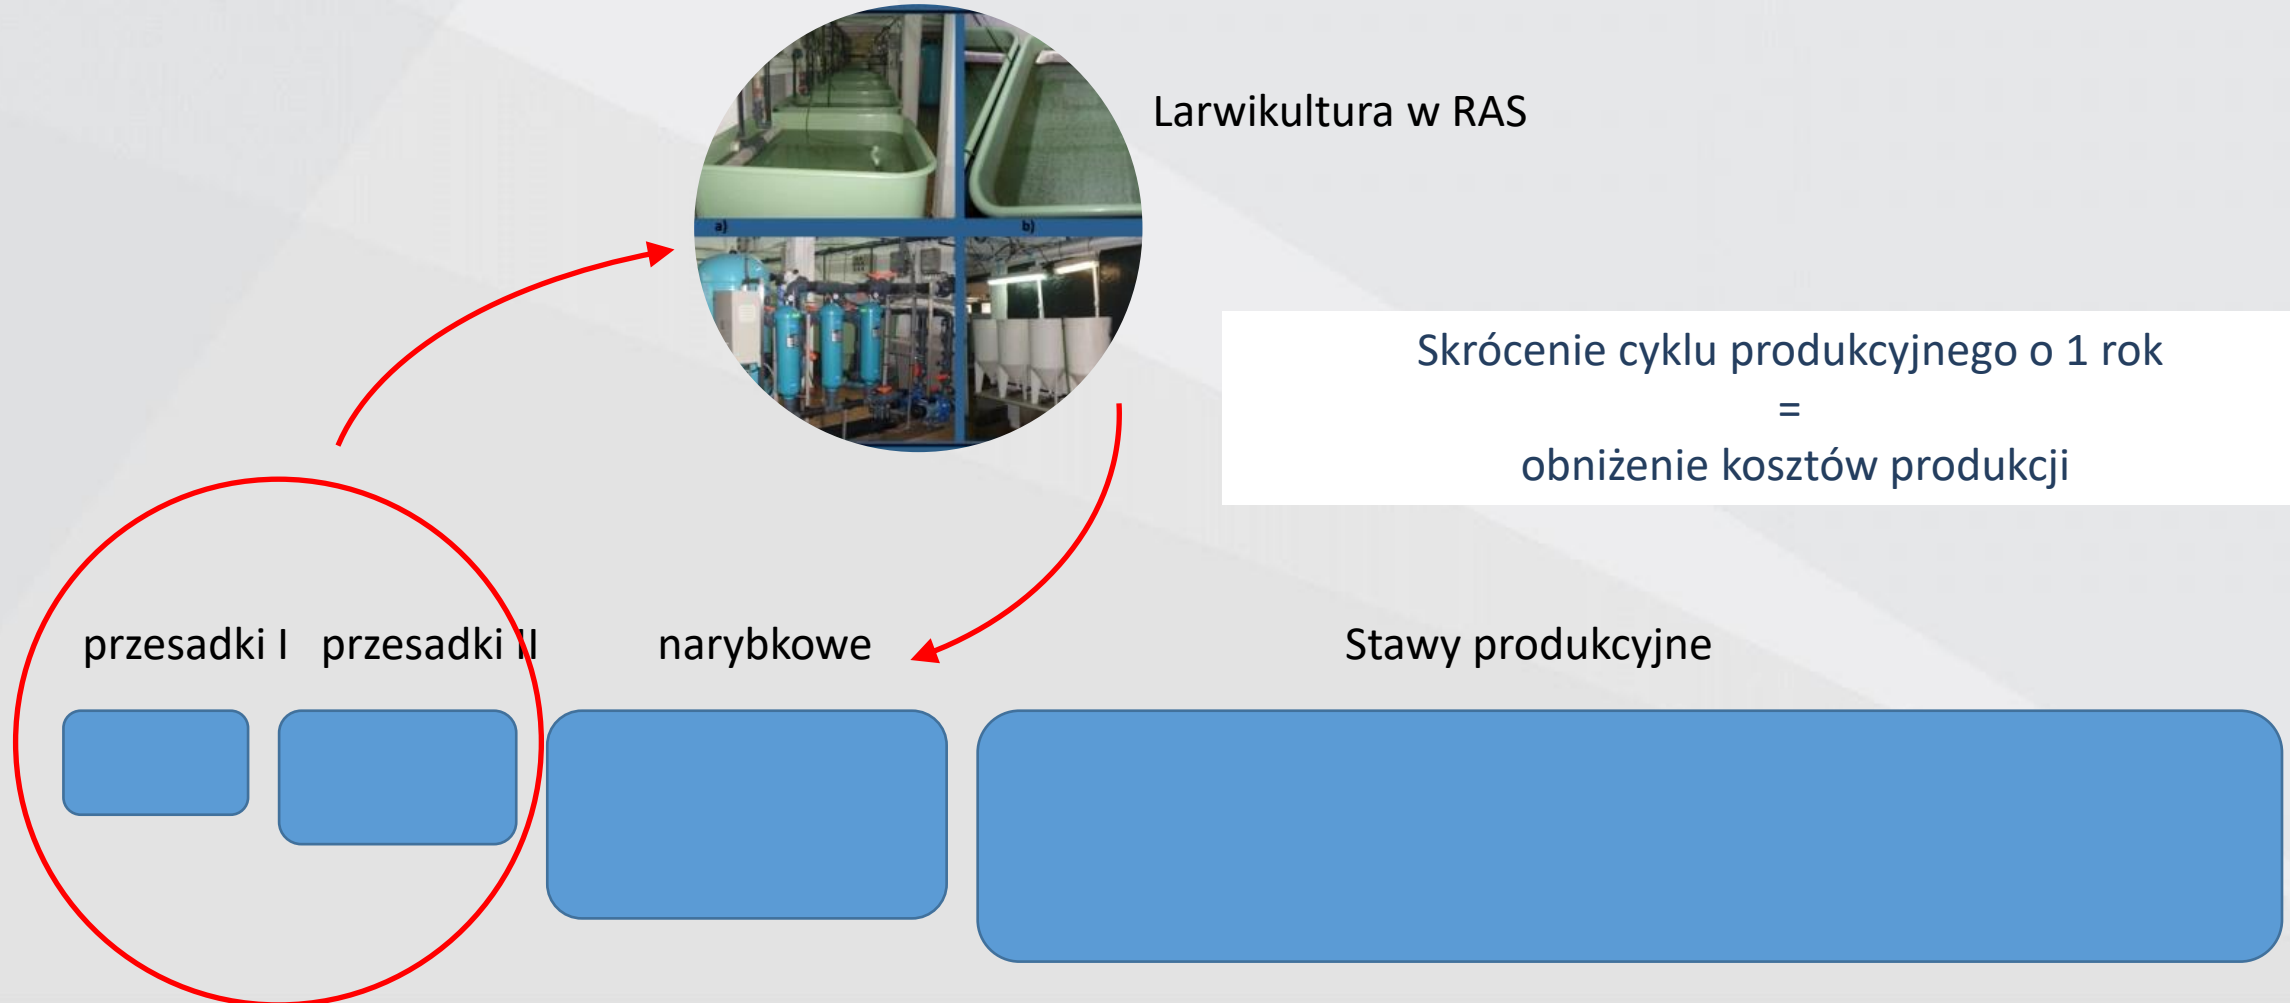 Larwikultura w RAS
a)
b)
Skrócenie cyklu produkcyjnego o 1 rok
=
obniżenie kosztów produkcji
przesadki I przesadki II narybkowe Stawy produkcyjne